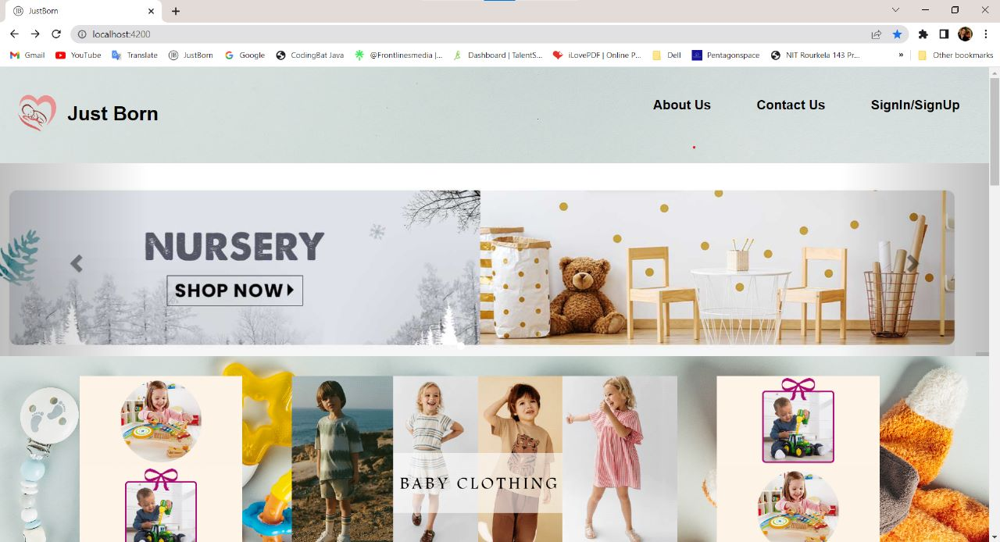 JustBorn
localhost:4200
Gmail YouTube Translate JustBorn Google CodingBat Java @Frontlinesmedia |... Dashboard | TalentS... iLovePDF | Online P... Dell Pentagonspace NIT Rourkela 143 Pr... » Other bookmarks
Just Born
About Us Contact Us SignIn/SignUp
NURSERY
SHOP NOW
BABY CLOTHING